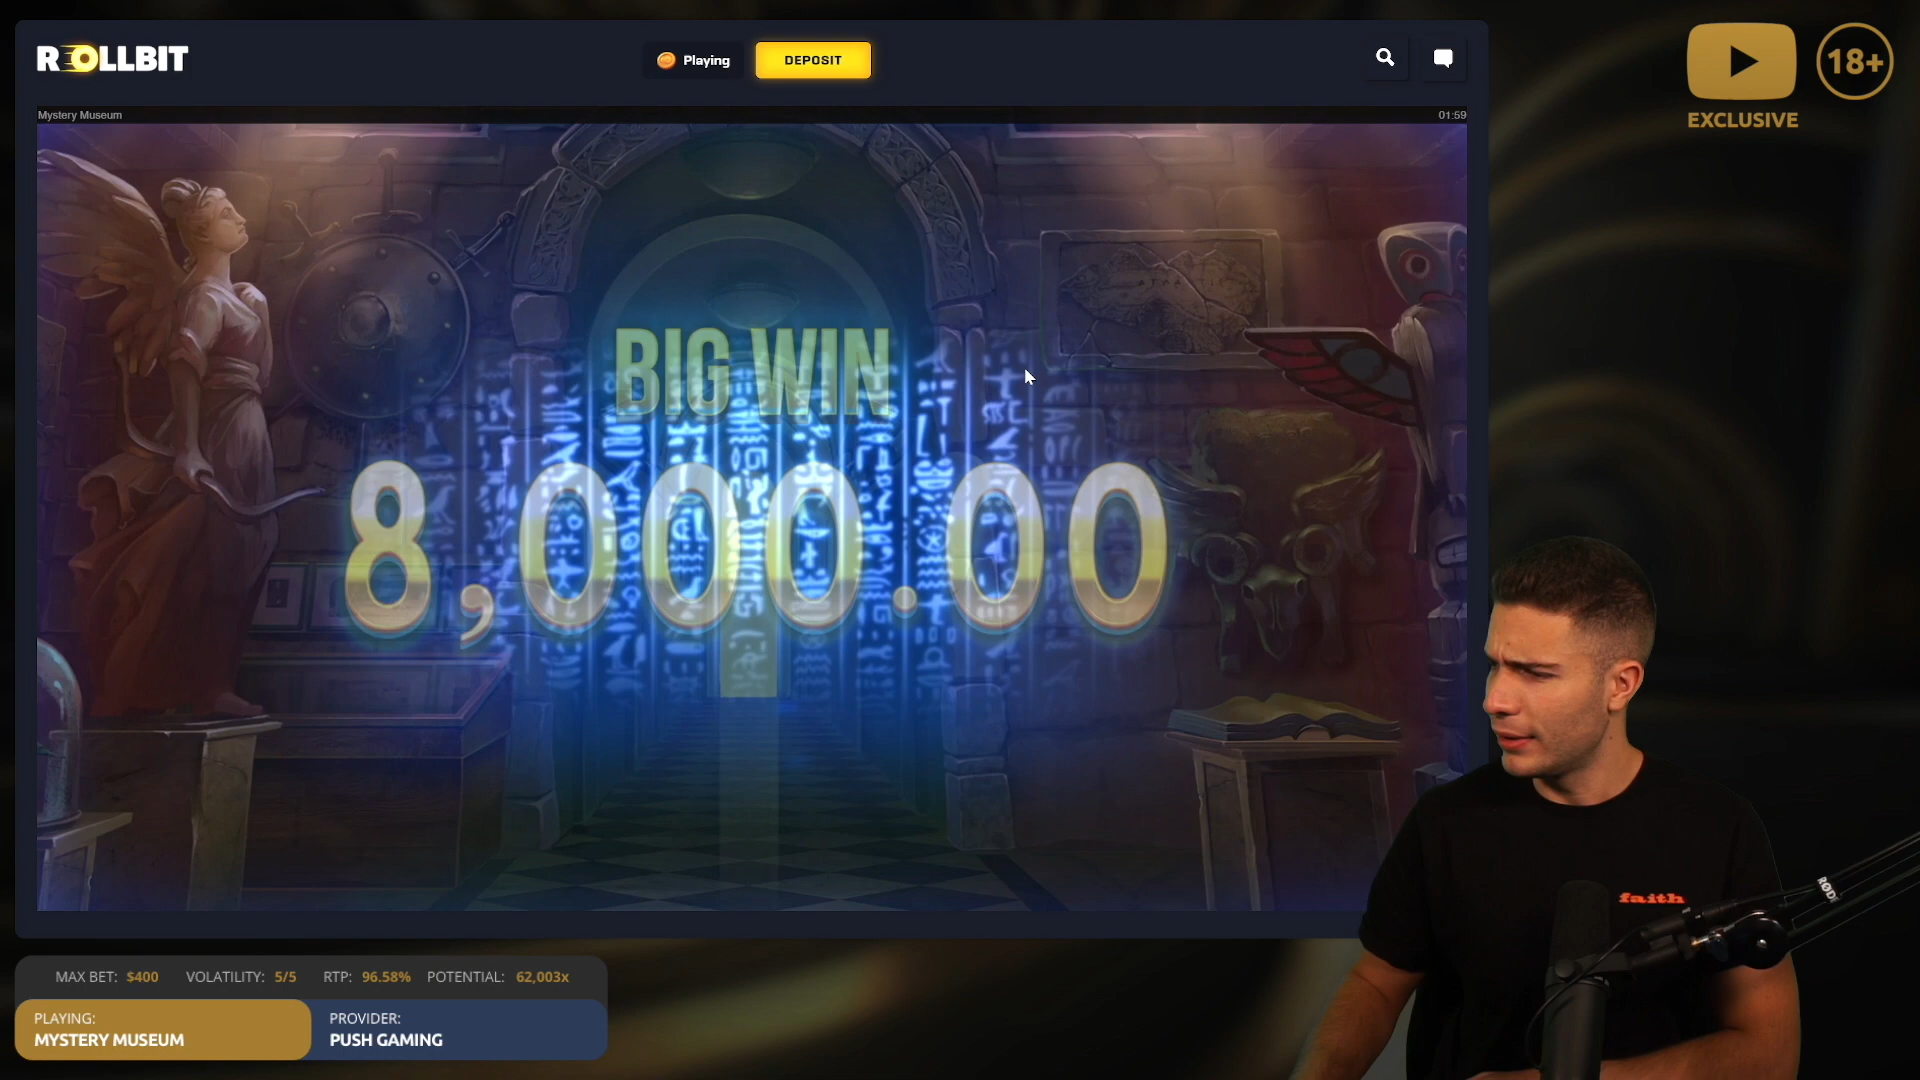 ROLLBIT
Playing
DEPOSIT
18+
EXCLUSIVE
Mystery Museum
01:59
BIG WIN
8,000.00
faith
RØDE
MAX BET: $400 VOLATILITY: 5/5 RTP: 96.58% POTENTIAL: 62,003x
PLAYING:
MYSTERY MUSEUM
PROVIDER:
PUSH GAMING